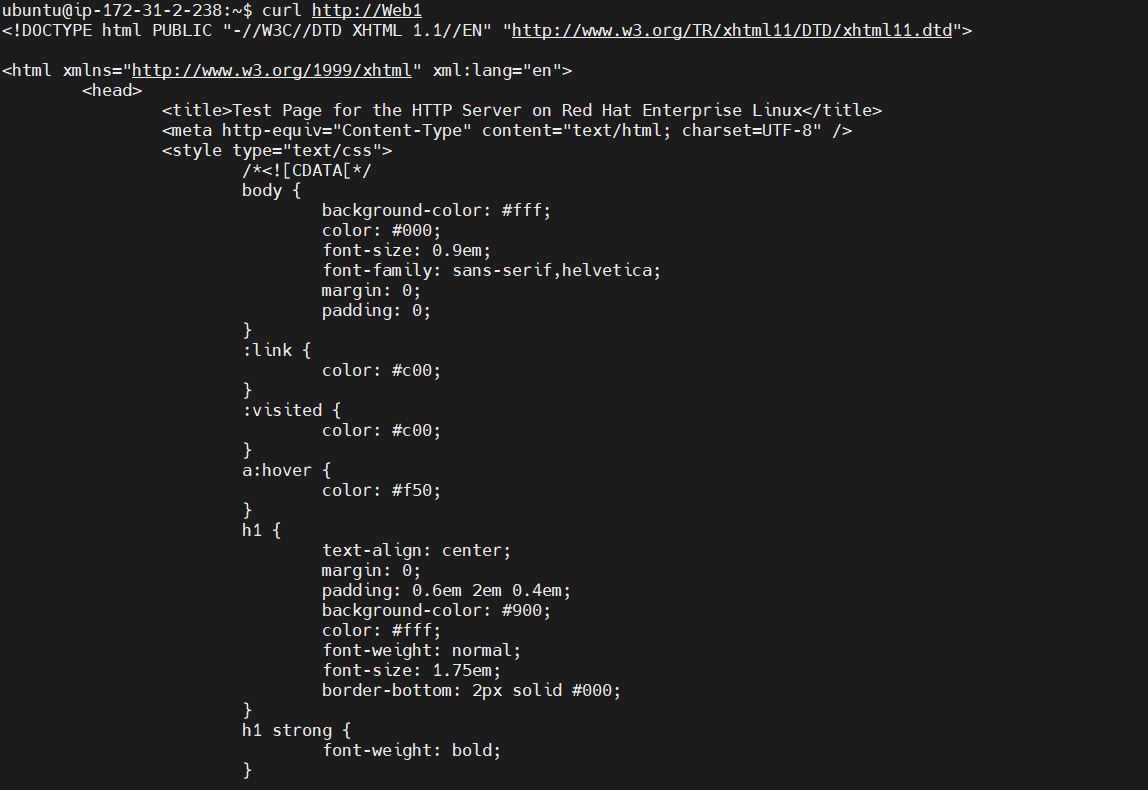 ubuntu@ip-172-31-2-238:~$ curl http://Web1
<!DOCTYPE html PUBLIC "-//W3C//DTD XHTML 1.1//EN" "http://www.w3.org/TR/xhtml11/DTD/xhtml11.dtd">
<html xmlns="http://www.w3.org/1999/xhtml" xml:lang="en">
<head>
<title>Test Page for the HTTP Server on Red Hat Enterprise Linux</title>
<meta http-equiv="Content-Type" content="text/html; charset=UTF-8" />
<style type="text/css">
/*<![CDATA[*/
body {
background-color: #fff;
color: #000;
font-size: 0.9em;
font-family: sans-serif,helvetica;
margin: 0;
padding: 0;
}
:link {
color: #c00;
}
:visited {
color: #c00;
}
a:hover {
color: #f50;
}
h1 {
text-align: center;
margin: 0;
padding: 0.6em 2em 0.4em;
background-color: #900;
color: #fff;
font-weight: normal;
font-size: 1.75em;
border-bottom: 2px solid #000;
}
h1 strong {
font-weight: bold;
}